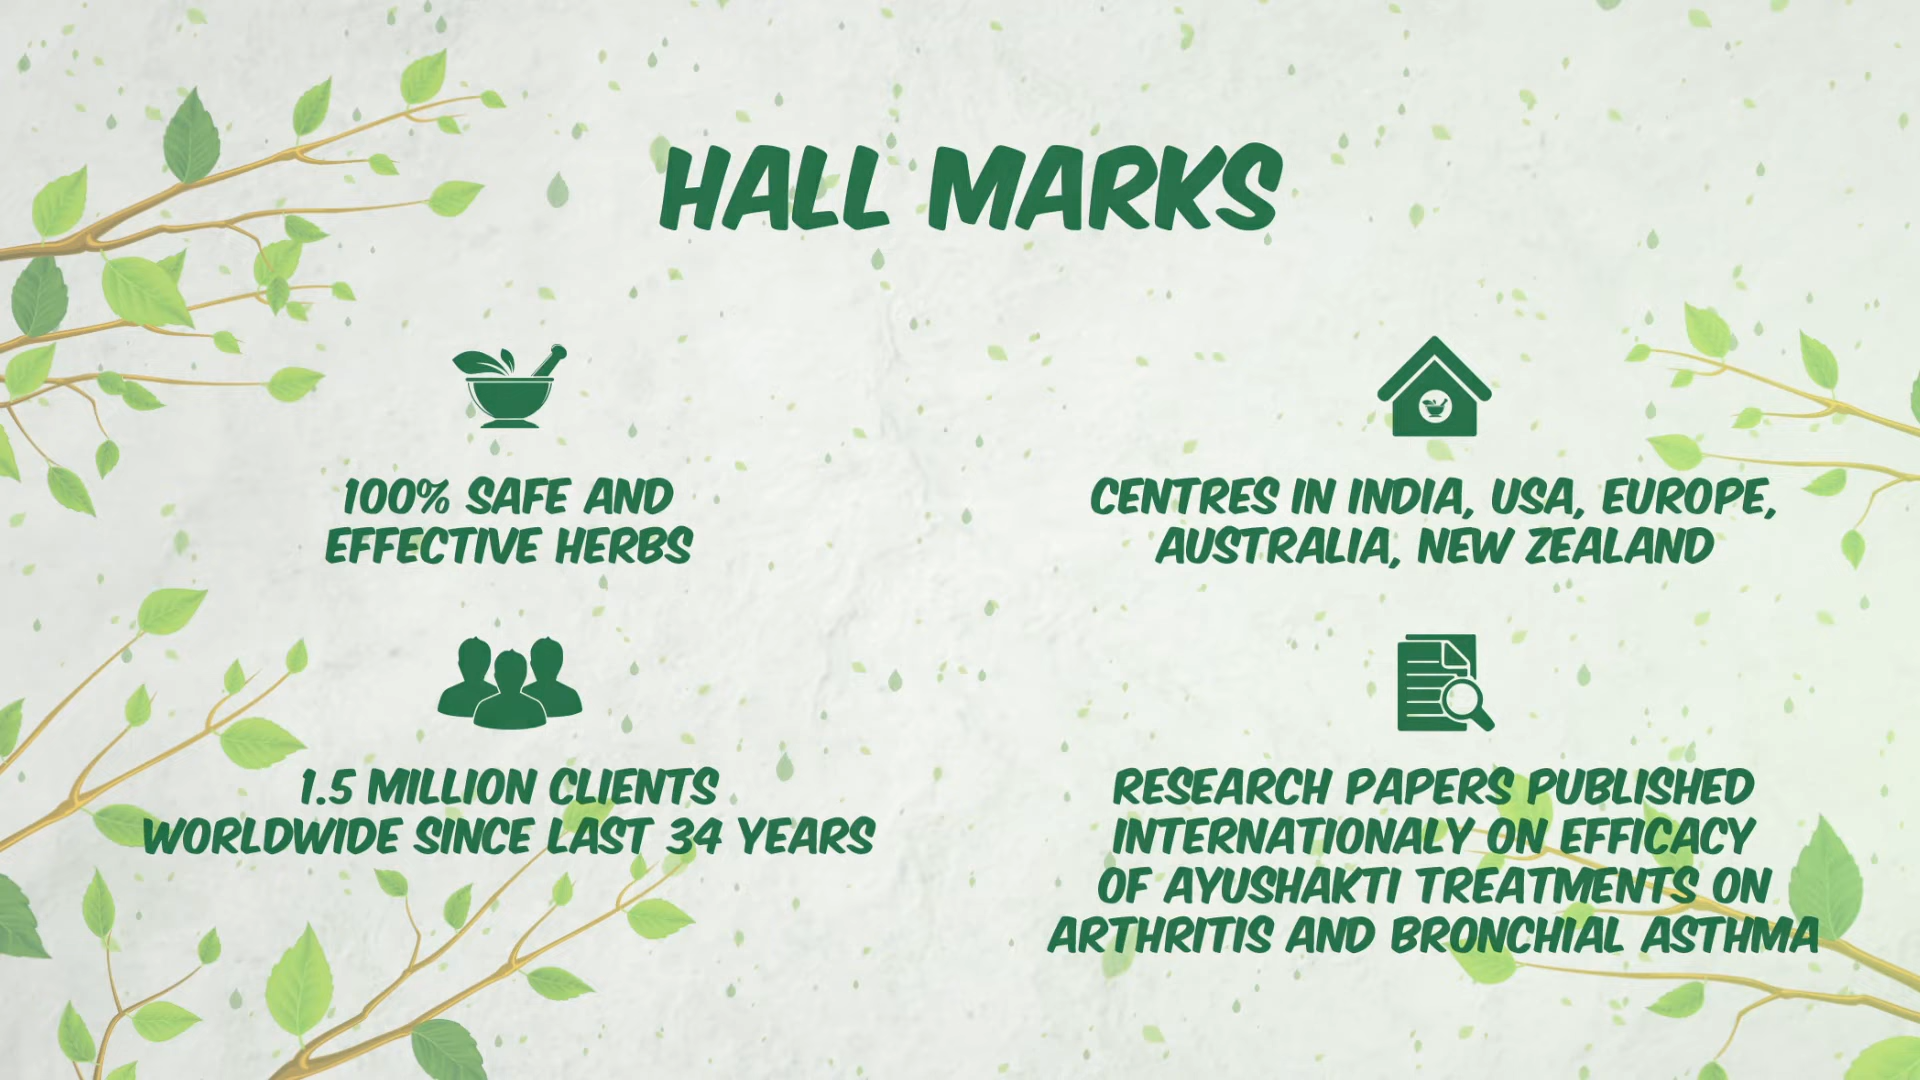 HALL MARKS
100% SAFE AND
EFFECTIVE HERBS
CENTRES IN INDIA, USA, EUROPE,
AUSTRALIA, NEW ZEALAND
1.5 MILLION CLIENTS
WORLDWIDE SINCE LAST 34 YEARS
RESEARCH PAPERS PUBLISHED
INTERNATIONALY ON EFFICACY
OF AYUSHAKTI TREATMENTS ON
ARTHRITIS AND BRONCHIAL ASTHMA